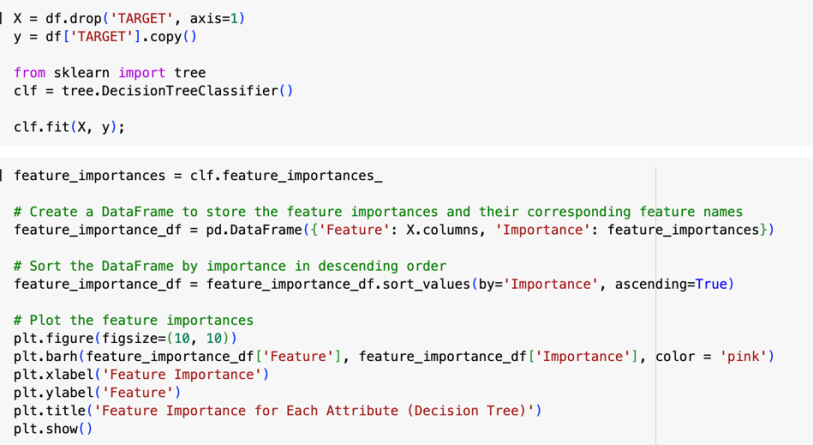 X = df.drop('TARGET', axis=1)
y = df['TARGET'].copy()
from sklearn import tree
clf = tree.DecisionTreeClassifier()
clf.fit(X, y);
feature_importances = clf.feature_importances_
# Create a DataFrame to store the feature importances and their corresponding feature names
feature_importance_df = pd.DataFrame({'Feature': X.columns, 'Importance': feature_importances})
# Sort the DataFrame by importance in descending order
feature_importance_df = feature_importance_df.sort_values(by='Importance', ascending=True)
# Plot the feature importances
plt.figure(figsize=(10, 10))
plt.barh(feature_importance_df['Feature'], feature_importance_df['Importance'], color = 'pink')
plt.xlabel('Feature Importance')
plt.ylabel('Feature')
plt.title('Feature Importance for Each Attribute (Decision Tree)')
plt.show()